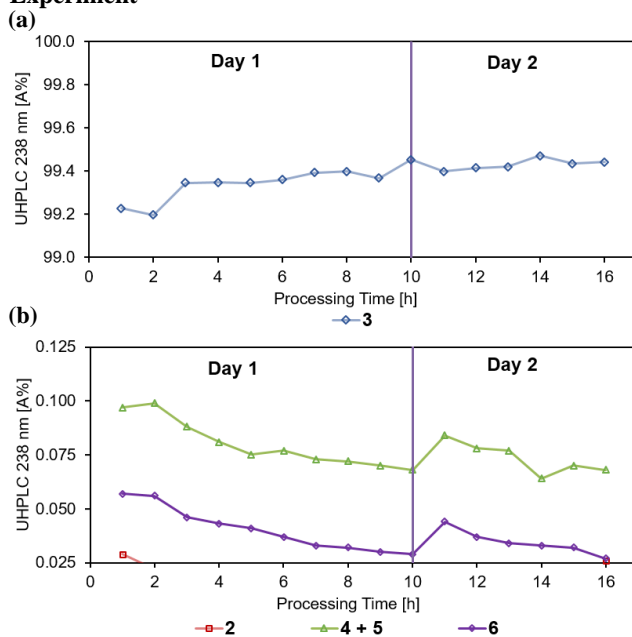 Experiment
(a)
100.0
99.8
99.6
99.4
99.2
99.0
UHPLC 238 nm [A%]
Day 1
Day 2
0 2 4 6 8 10 12 14 16
Processing Time [h]
3
(b)
0.125
0.100
0.075
0.050
0.025
UHPLC 238 nm [A%]
Day 1
Day 2
0 2 4 6 8 10 12 14 16
Processing Time [h]
2 4 + 5 6